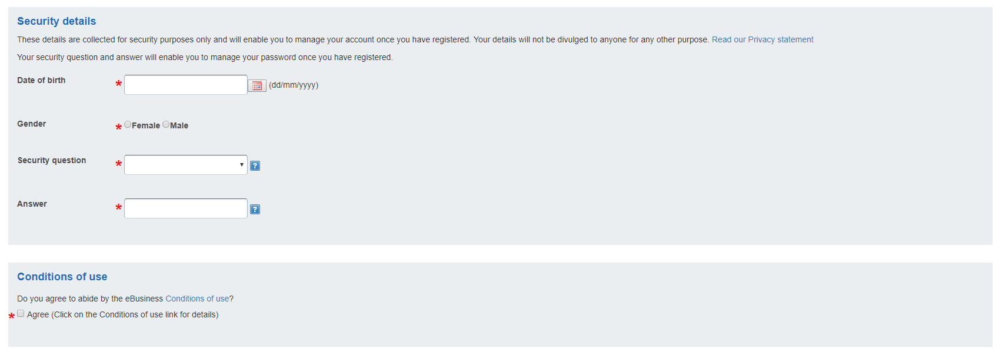 Security details
These details are collected for security purposes only and will enable you to manage your account once you have registered. Your details will not be divulged to anyone for any other purpose. Read our Privacy statement
Your security question and answer will enable you to manage your password once you have registered.
Date of birth * (dd/mm/yyyy)
Gender * Female Male
Security question * ?
Answer * ?
Conditions of use
Do you agree to abide by the eBusiness Conditions of use?
* Agree (Click on the Conditions of use link for details)